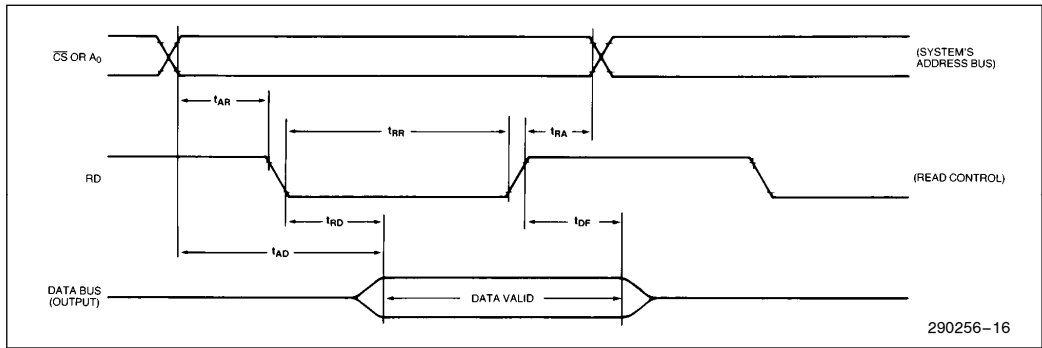 C̅S̅ OR A0
(SYSTEM'S
ADDRESS BUS)
tAR
tRR
tRA
RD
(READ CONTROL)
tRD
tDF
tAD
DATA BUS
(OUTPUT)
DATA VALID
290256–16